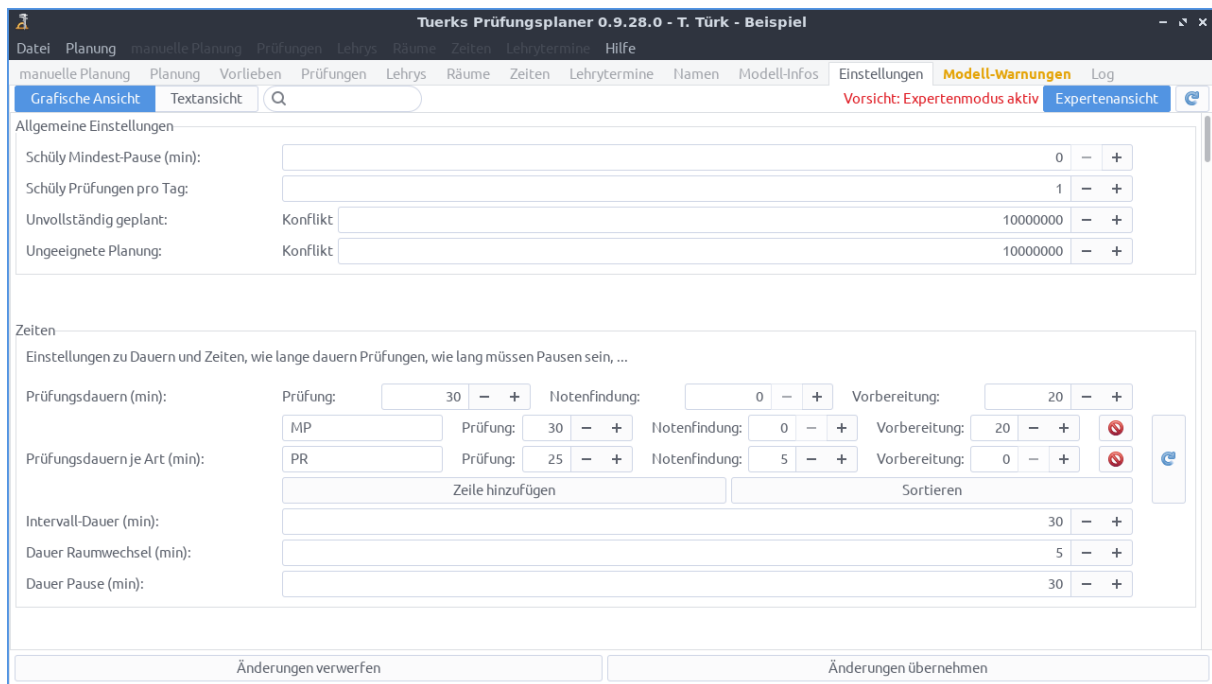 Tuerks Prüfungsplaner 0.9.28.0 - T. Türk - Beispiel
Datei Planung manuelle Planung Prüfungen Lehrys Räume Zeiten Lehrytermine Hilfe
manuelle Planung Planung Vorlieben Prüfungen Lehrys Räume Zeiten Lehrytermine Namen Modell-Infos Einstellungen Modell-Warnungen Log
Grafische Ansicht Textansicht Vorsicht: Expertenmodus aktiv Expertenansicht
Allgemeine Einstellungen
Schüly Mindest-Pause (min): 0 − +
Schüly Prüfungen pro Tag: 1 − +
Unvollständig geplant: Konflikt 10000000 − +
Ungeeignete Planung: Konflikt 10000000 − +
Zeiten
Einstellungen zu Dauern und Zeiten, wie lange dauern Prüfungen, wie lang müssen Pausen sein, ...
Prüfungsdauern (min): Prüfung: 30 − + Notenfindung: 0 − + Vorbereitung: 20 − +
MP Prüfung: 30 − + Notenfindung: 0 − + Vorbereitung: 20 − +
Prüfungsdauern je Art (min): PR Prüfung: 25 − + Notenfindung: 5 − + Vorbereitung: 0 − +
Zeile hinzufügen Sortieren
Intervall-Dauer (min): 30 − +
Dauer Raumwechsel (min): 5 − +
Dauer Pause (min): 30 − +
Änderungen verwerfen Änderungen übernehmen